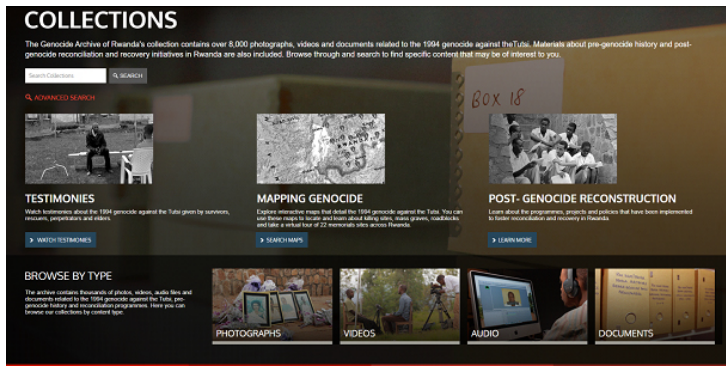 COLLECTIONS
The Genocide Archive of Rwanda's collection contains over 8,000 photographs, videos and documents related to the 1994 genocide against theTutsi. Materials about pre-genocide history and post-
genocide reconciliation and recovery initiatives in Rwanda are also included. Browse through and search to find specific content that may be of interest to you.
Search Collections
SEARCH
ADVANCED SEARCH
BOX 18
RWANDA
TESTIMONIES
Watch testimonies about the 1994 genocide against the Tutsi given by survivors,
rescuers, perpetrators and elders.
WATCH TESTIMONIES
MAPPING GENOCIDE
Explore interactive maps that detail the 1994 genocide against the Tutsi. You can
use these maps to locate and learn about killing sites, mass graves, roadblocks
and take a virtual tour of 22 memorials sites across Rwanda.
SEARCH MAPS
POST- GENOCIDE RECONSTRUCTION
Learn about the programmes, projects and policies that have been implemented
to foster reconciliation and recovery in Rwanda.
LEARN MORE
BROWSE BY TYPE
The archive contains thousands of photos, videos, audio files and
documents related to the 1994 genocide against the Tutsi, pre-
genocide history and reconciliation programmes. Here you can
browse our collections by content type.
PHOTOGRAPHS
VIDEOS
AUDIO
DOCUMENTS